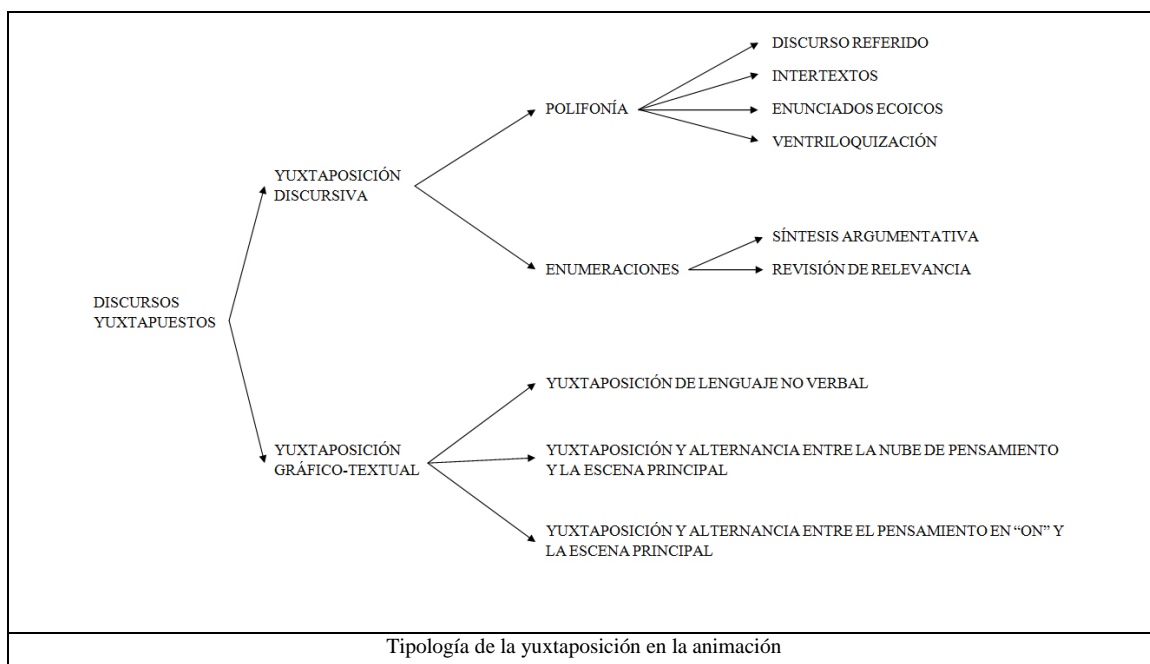 DISCURSO REFERIDO
INTERTEXTOS
POLIFONÍA
ENUNCIADOS ECOICOS
VENTRILOQUIZACIÓN
YUXTAPOSICIÓN
DISCURSIVA
SÍNTESIS ARGUMENTATIVA
ENUMERACIONES
REVISIÓN DE RELEVANCIA
DISCURSOS
YUXTAPUESTOS
YUXTAPOSICIÓN DE LENGUAJE NO VERBAL
YUXTAPOSICIÓN
GRÁFICO-TEXTUAL
YUXTAPOSICIÓN Y ALTERNANCIA ENTRE LA NUBE DE PENSAMIENTO
Y LA ESCENA PRINCIPAL
YUXTAPOSICIÓN Y ALTERNANCIA ENTRE EL PENSAMIENTO EN “ON” Y
LA ESCENA PRINCIPAL
Tipología de la yuxtaposición en la animación